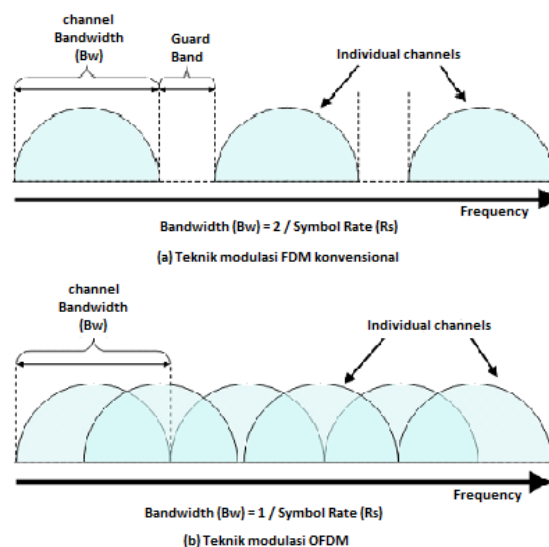 channel
Bandwidth
(Bw)
Guard
Band
Individual channels
Frequency
Bandwidth (Bw) = 2 / Symbol Rate (Rs)
(a) Teknik modulasi FDM konvensional
channel
Bandwidth
(Bw)
Individual channels
Frequency
Bandwidth (Bw) = 1 / Symbol Rate (Rs)
(b) Teknik modulasi OFDM